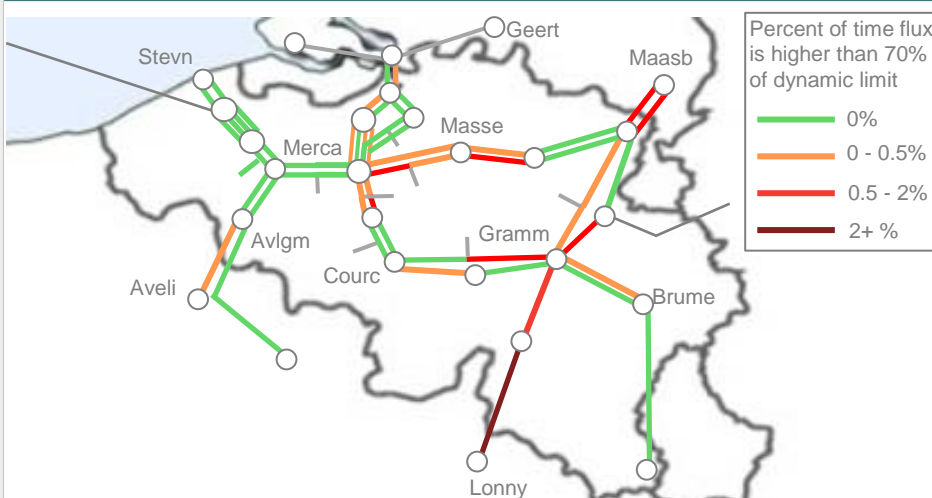 Geert
Percent of time flux
is higher than 70%
of dynamic limit
Stevn
Maasb
0%
Masse
Merca
0 - 0.5%
0.5 - 2%
Gramm
Avlgm
2+ %
Courc
Aveli
Brume
Lonny